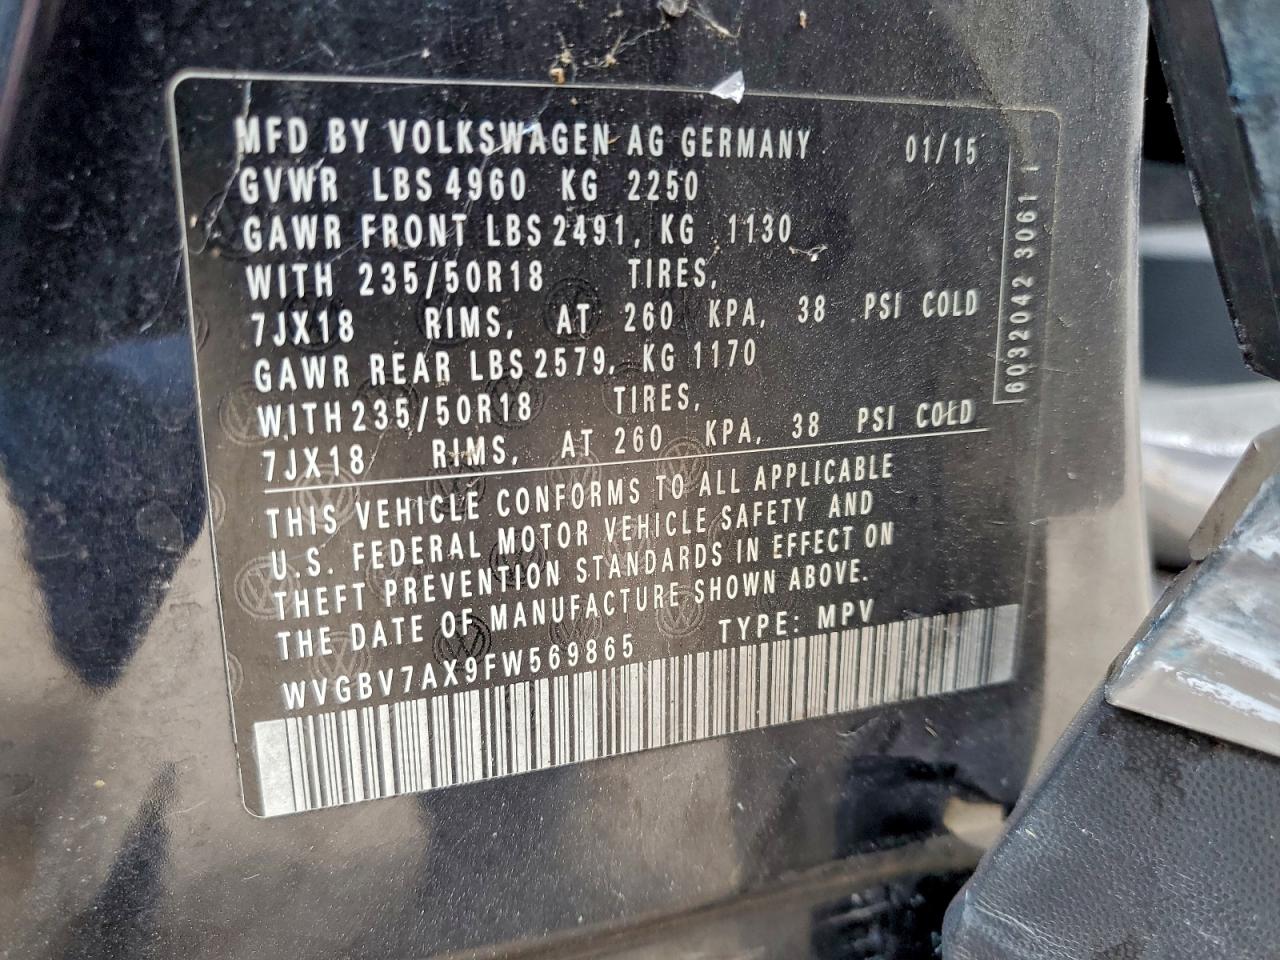 MFD BY VOLKSWAGEN AG GERMANY 01/15
GVWR LBS 4960 KG 2250
GAWR FRONT LBS 2491, KG 1130
WITH 235/50R18 TIRES,
7JX18 RIMS, AT 260 KPA, 38 PSI COLD
GAWR REAR LBS 2579, KG 1170
WITH 235/50R18 TIRES,
7JX18 RIMS, AT 260 KPA, 38 PSI COLD
THIS VEHICLE CONFORMS TO ALL APPLICABLE
U.S. FEDERAL MOTOR VEHICLE SAFETY AND
THEFT PREVENTION STANDARDS IN EFFECT ON
THE DATE OF MANUFACTURE SHOWN ABOVE.
WVGBV7AX9FW569865 TYPE: MPV
6032042 3061